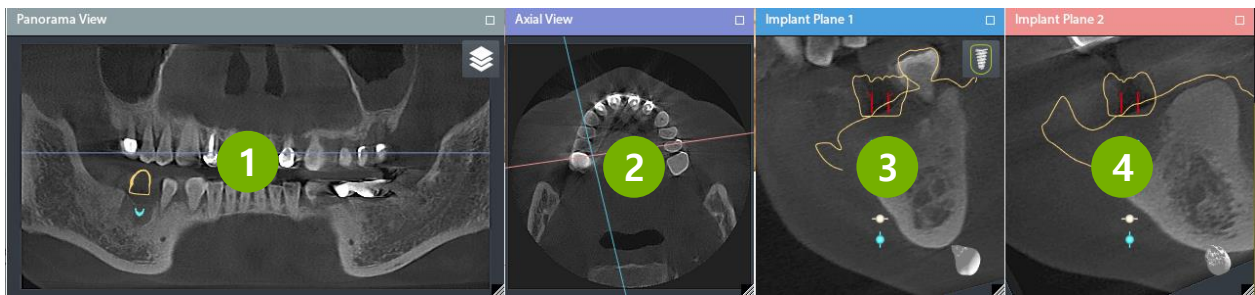 Panorama View
Axial View
Implant Plane 1
Implant Plane 2
1
2
3
4